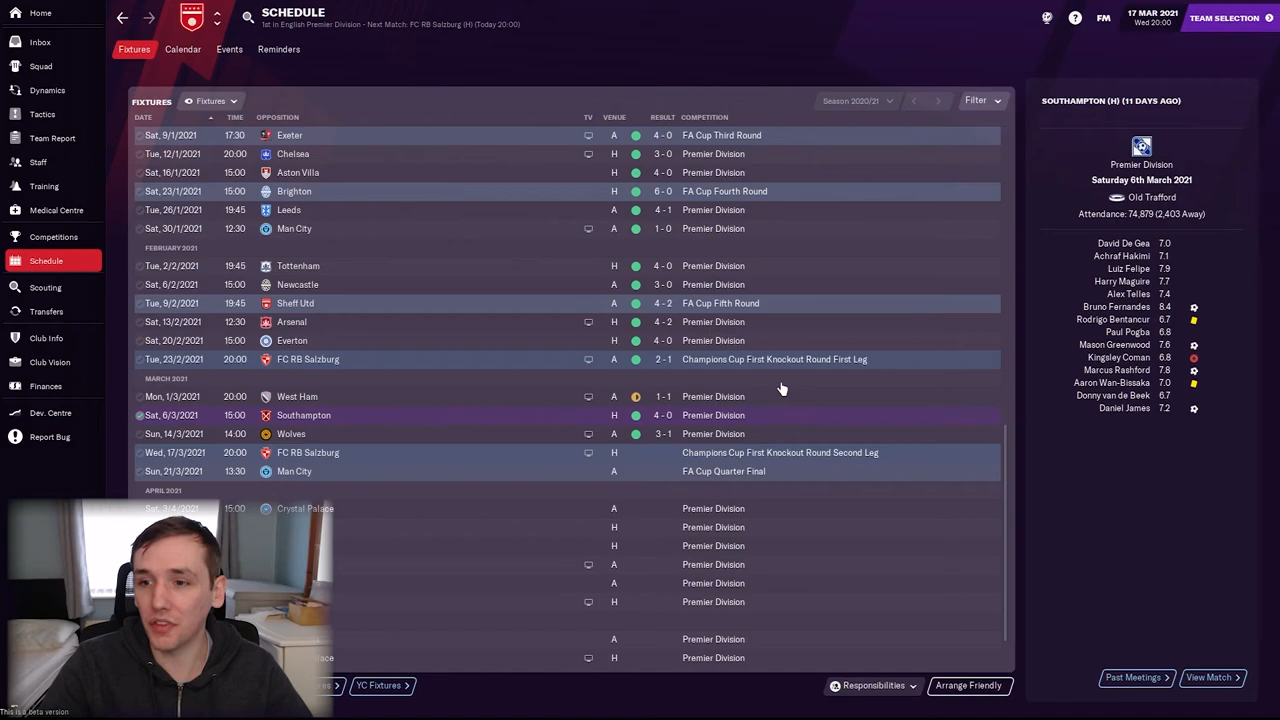 Home
SCHEDULE
1st in English Premier Division - Next Match: FC RB Salzburg (H) (Today 20:00)
FM
17 MAR 2021
Wed 20:00
TEAM SELECTION
Inbox
Squad
Dynamics
Tactics
Team Report
Staff
Training
Medical Centre
Competitions
Schedule
Scouting
Transfers
Club Info
Club Vision
Finances
Dev. Centre
Report Bug
Fixtures Calendar Events Reminders
FIXTURES Fixtures Season 2020/21 Filter
DATE TIME OPPOSITION TV VENUE RESULT COMPETITION
Sat, 9/1/2021 17:30 Exeter A 4 - 0 FA Cup Third Round
Tue, 12/1/2021 20:00 Chelsea H 3 - 0 Premier Division
Sat, 16/1/2021 15:00 Aston Villa H 4 - 0 Premier Division
Sat, 23/1/2021 15:00 Brighton H 6 - 0 FA Cup Fourth Round
Tue, 26/1/2021 19:45 Leeds A 4 - 1 Premier Division
Sat, 30/1/2021 12:30 Man City A 1 - 0 Premier Division
FEBRUARY 2021
Tue, 2/2/2021 19:45 Tottenham H 4 - 0 Premier Division
Sat, 6/2/2021 15:00 Newcastle A 3 - 0 Premier Division
Tue, 9/2/2021 19:45 Sheff Utd A 4 - 2 FA Cup Fifth Round
Sat, 13/2/2021 12:30 Arsenal H 4 - 2 Premier Division
Sat, 20/2/2021 15:00 Everton H 4 - 0 Premier Division
Tue, 23/2/2021 20:00 FC RB Salzburg A 2 - 1 Champions Cup First Knockout Round First Leg
MARCH 2021
Mon, 1/3/2021 20:00 West Ham A 1 - 1 Premier Division
Sat, 6/3/2021 15:00 Southampton H 4 - 0 Premier Division
Sun, 14/3/2021 14:00 Wolves A 3 - 1 Premier Division
Wed, 17/3/2021 20:00 FC RB Salzburg H Champions Cup First Knockout Round Second Leg
Sun, 21/3/2021 13:30 Man City A FA Cup Quarter Final
APRIL 2021
Sat, 3/4/2021 15:00 Crystal Palace A Premier Division
H Premier Division
H Premier Division
A Premier Division
A Premier Division
H Premier Division
A Premier Division
H Premier Division
YC Fixtures
Responsibilities
Arrange Friendly
SOUTHAMPTON (H) (11 DAYS AGO)
Premier Division
Saturday 6th March 2021
Old Trafford
Attendance: 74,879 (2,403 Away)
David De Gea 7.0
Achraf Hakimi 7.1
Luiz Felipe 7.9
Harry Maguire 7.7
Alex Telles 7.4
Bruno Fernandes 8.4
Rodrigo Bentancur 6.7
Paul Pogba 6.8
Mason Greenwood 7.6
Kingsley Coman 6.8
Marcus Rashford 7.8
Aaron Wan-Bissaka 7.0
Donny van de Beek 6.7
Daniel James 7.2
Past Meetings
View Match
This is a beta version